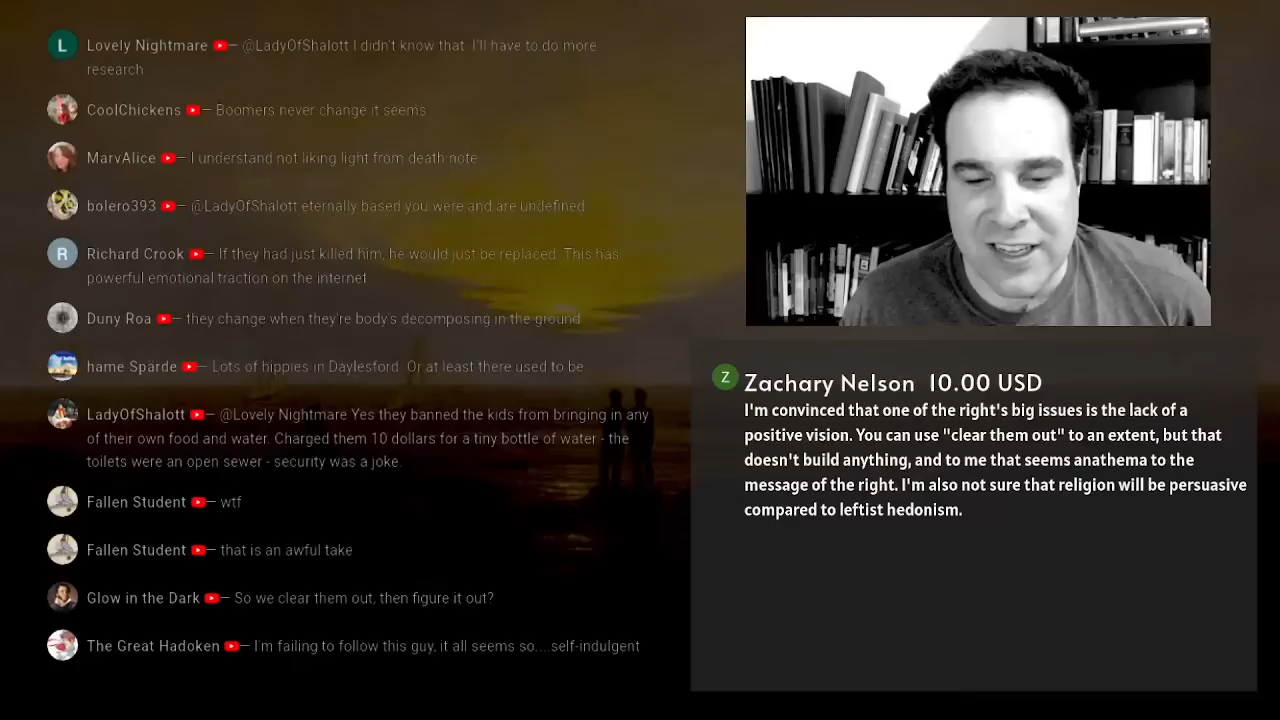 L
Lovely Nightmare — @LadyOfShalott I didn't know that. I'll have to do more
research
CoolChickens — Boomers never change it seems
MarvAlice — I understand not liking light from death note
bolero393 — @LadyOfShalott eternally based you were and are undefined
R
Richard Crook — If they had just killed him, he would just be replaced. This has
powerful emotional traction on the internet
Duny Roa — they change when they're body's decomposing in the ground
hame Spärde — Lots of hippies in Daylesford. Or at least there used to be
LadyOfShalott — @Lovely Nightmare Yes they banned the kids from bringing in any
of their own food and water. Charged them 10 dollars for a tiny bottle of water - the
toilets were an open sewer - security was a joke.
Fallen Student — wtf
Fallen Student — that is an awful take
Glow in the Dark — So we clear them out, then figure it out?
The Great Hadoken — I'm failing to follow this guy, it all seems so....self-indulgent
Z
Zachary Nelson 10.00 USD
I'm convinced that one of the right's big issues is the lack of a
positive vision. You can use "clear them out" to an extent, but that
doesn't build anything, and to me that seems anathema to the
message of the right. I'm also not sure that religion will be persuasive
compared to leftist hedonism.